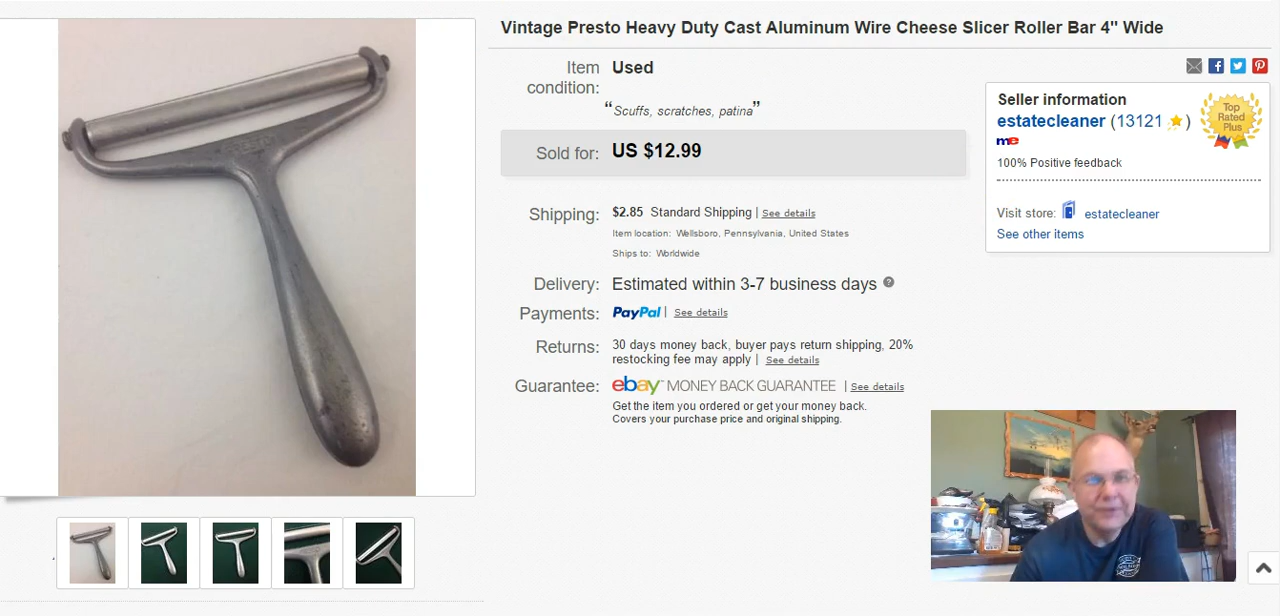 Vintage Presto Heavy Duty Cast Aluminum Wire Cheese Slicer Roller Bar 4" Wide
Item condition:
Used
“Scuffs, scratches, patina”
Sold for:
US $12.99
Shipping:
$2.85 Standard Shipping | See details
Item location: Wellsboro, Pennsylvania, United States
Ships to: Worldwide
Delivery:
Estimated within 3-7 business days
Payments:
PayPal | See details
Returns:
30 days money back, buyer pays return shipping, 20%
restocking fee may apply | See details
Guarantee:
ebay MONEY BACK GUARANTEE | See details
Get the item you ordered or get your money back.
Covers your purchase price and original shipping.
Seller information
estatecleaner (13121 )
me
100% Positive feedback
Top
Rated
Plus
Visit store: estatecleaner
See other items
PRESTO